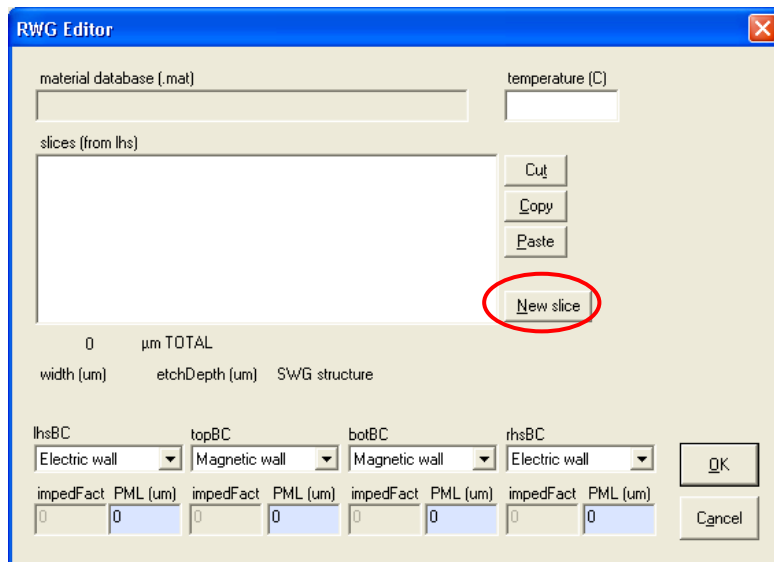 RWG Editor
material database (.mat)
temperature (C)
slices (from lhs)
Cut
Copy
Paste
New slice
0 µm TOTAL
width (um) etchDepth (um) SWG structure
lhsBC topBC botBC rhsBC
Electric wall Magnetic wall Magnetic wall Electric wall
OK
impedFact PML (um) impedFact PML (um) impedFact PML (um) impedFact PML (um)
0 0 0 0 0 0 0 0
Cancel